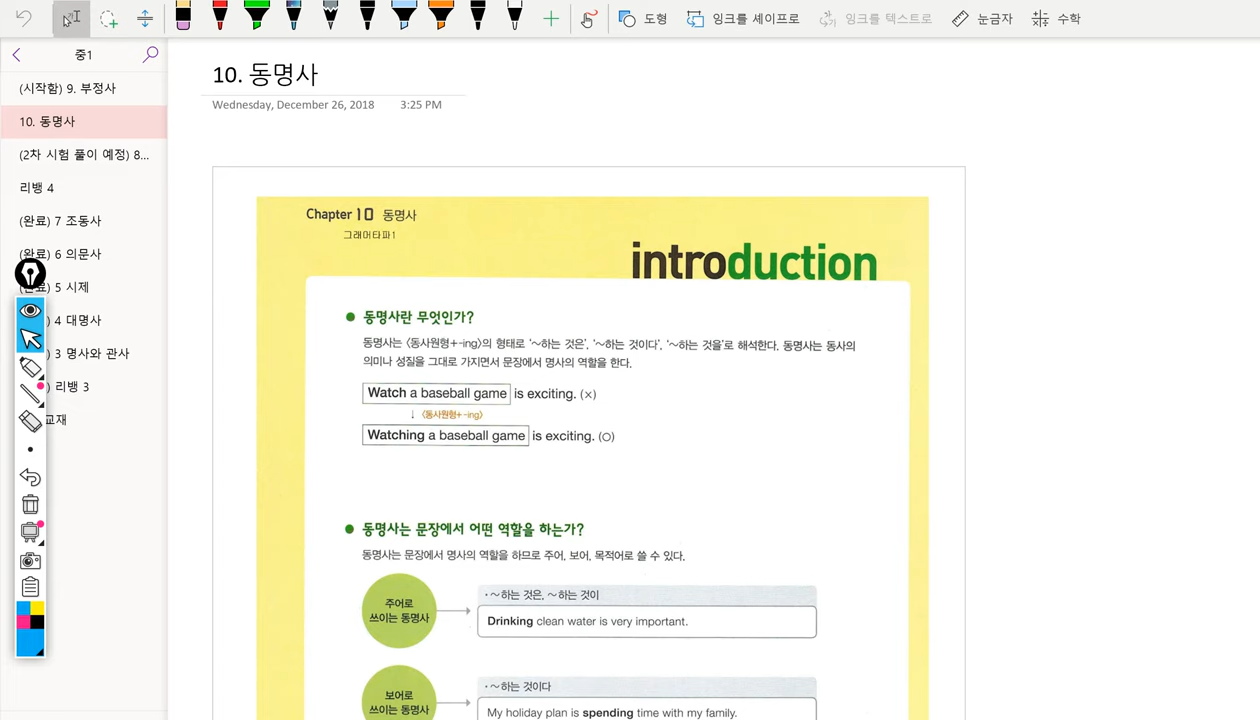 도형
잉크를 셰이프로
잉크를 텍스트로
눈금자
수학
중1
(시작함) 9. 부정사
10. 동명사
(2차 시험 풀이 예정) 8...
리뱅 4
(완료) 7 조동사
(완료) 6 의문사
5 시제
) 4 대명사
) 3 명사와 관사
) 리뱅 3
교재
10. 동명사
Wednesday, December 26, 2018 3:25 PM
Chapter 10 동명사
그래머타파1
introduction
● 동명사란 무엇인가?
동명사는 〈동사원형+-ing〉의 형태로 '~하는 것은', '~하는 것이다', '~하는 것을'로 해석한다. 동명사는 동사의
의미나 성질을 그대로 가지면서 문장에서 명사의 역할을 한다.
Watch a baseball game is exciting. (×)
↓ 〈동사원형+-ing〉
Watching a baseball game is exciting. (○)
● 동명사는 문장에서 어떤 역할을 하는가?
동명사는 문장에서 명사의 역할을 하므로 주어, 보어, 목적어로 쓸 수 있다.
주어로
쓰이는 동명사
· ~하는 것은, ~하는 것이
Drinking clean water is very important.
보어로
쓰이는 동명사
· ~하는 것이다
My holiday plan is spending time with my family.